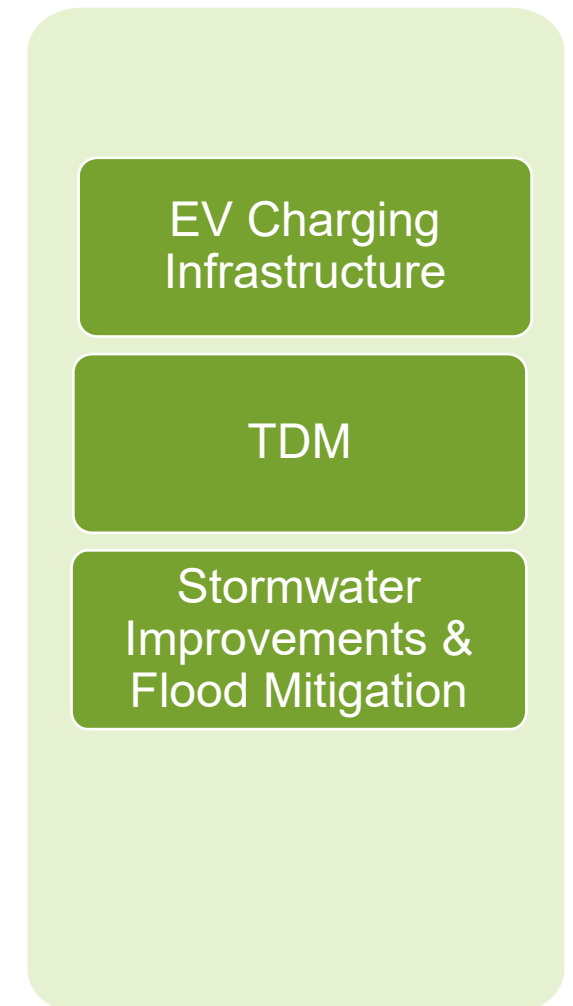 EV Charging
Infrastructure
TDM
Stormwater
Improvements &
Flood Mitigation